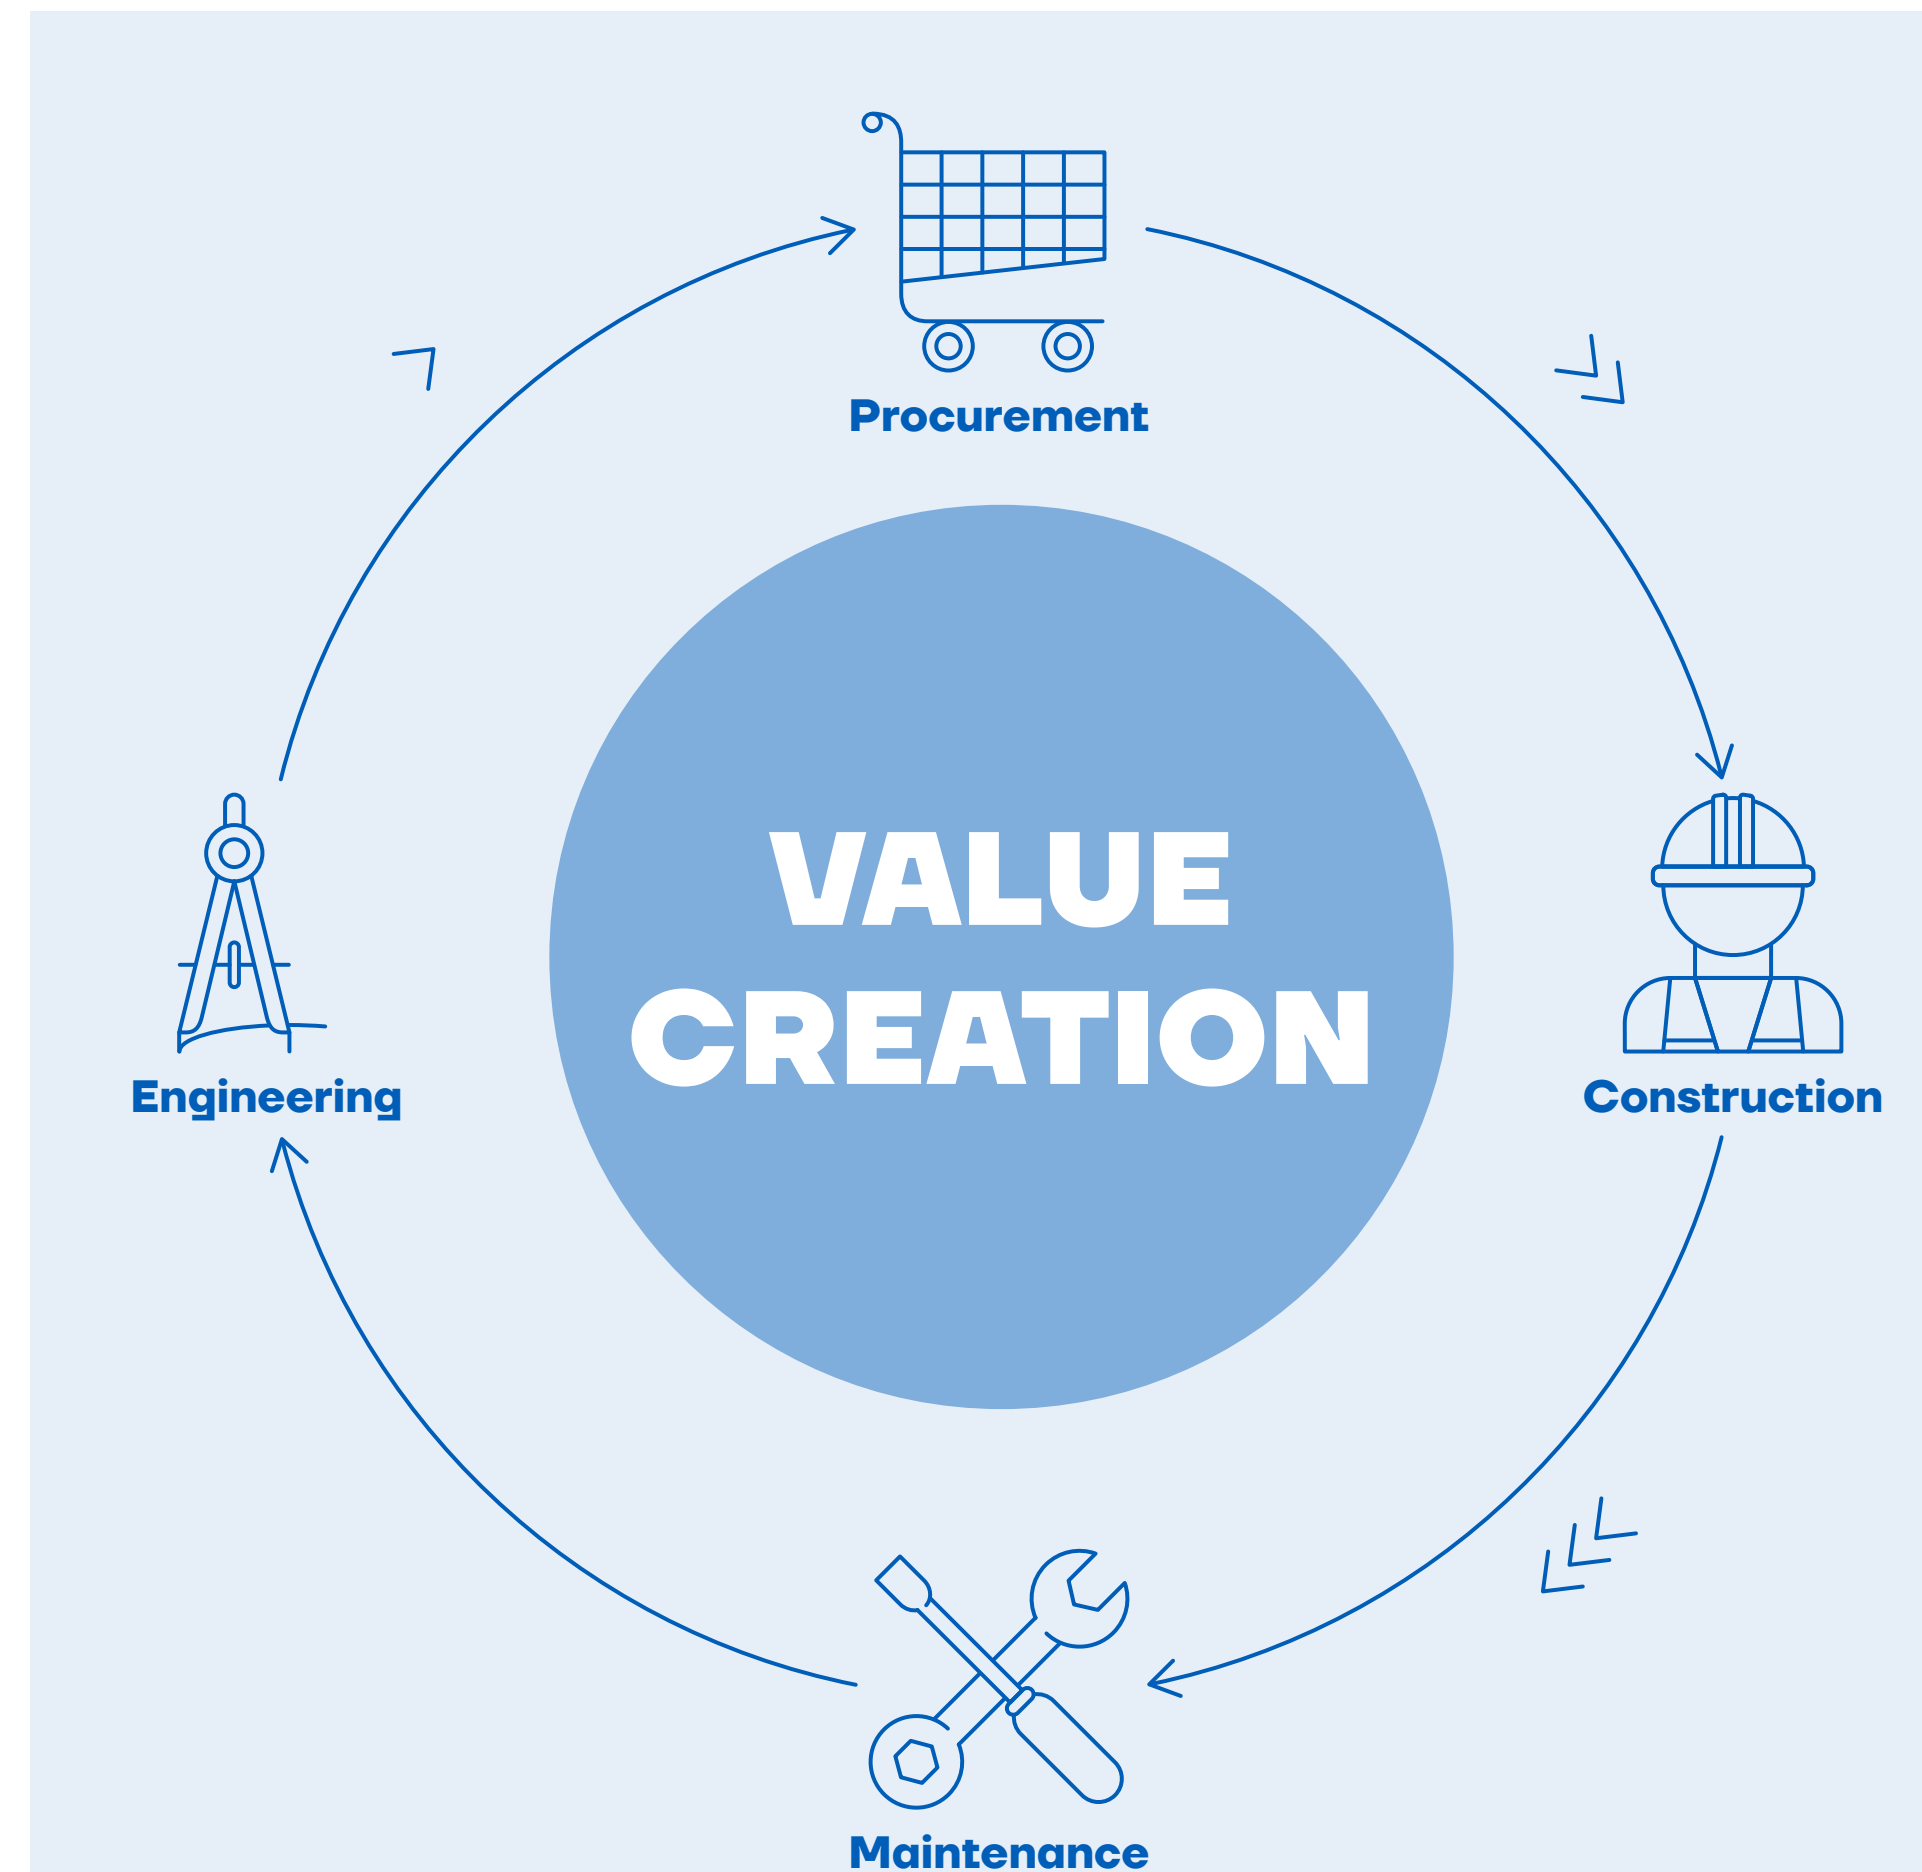 Procurement
VALUE
CREATION
Engineering
Construction
Maintenance